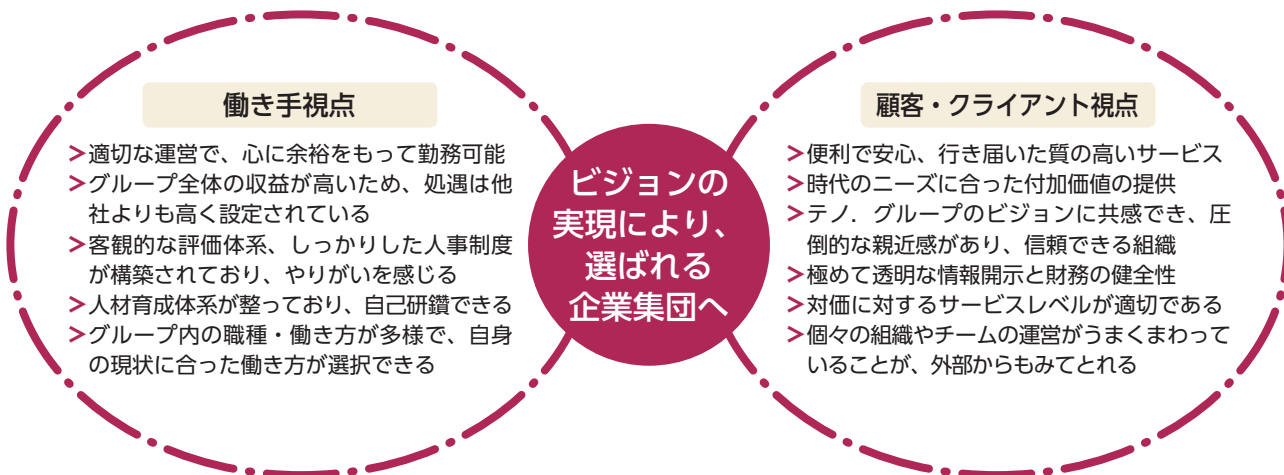 働き手視点
>適切な運営で、心に余裕をもって勤務可能
>グループ全体の収益が高いため、処遇は他
社よりも高く設定されている
>客観的な評価体系、しっかりした人事制度
が構築されており、やりがいを感じる
>人材育成体系が整っており、自己研鑽できる
>グループ内の職種・働き方が多様で、自身
の現状に合った働き方が選択できる
ビジョンの
実現により、
選ばれる
企業集団へ
顧客・クライアント視点
>便利で安心、行き届いた質の高いサービス
>時代のニーズに合った付加価値の提供
>テノ．グループのビジョンに共感でき、圧
倒的な親近感があり、信頼できる組織
>極めて透明な情報開示と財務の健全性
>対価に対するサービスレベルが適切である
>個々の組織やチームの運営がうまくまわって
いることが、外部からもみてとれる